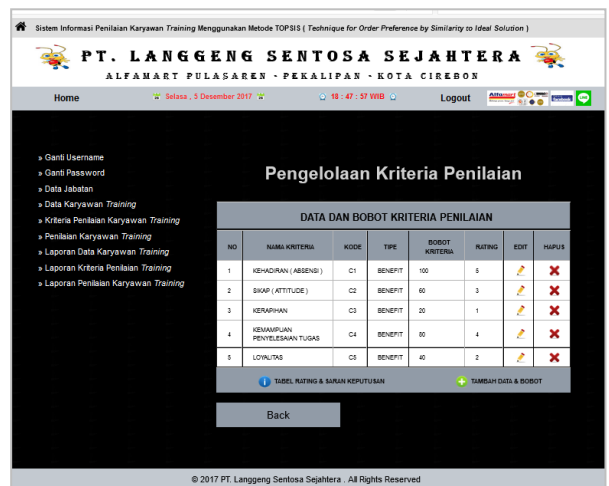 Sistem Informasi Penilaian Karyawan Training Menggunakan Metode TOPSIS ( Technique for Order Preference by Similarity to Ideal Solution )
PT. LANGGENG SENTOSA SEJAHTERA
ALFAMART PULASAREN - PEKALIPAN - KOTA CIREBON
Home Selasa , 5 Desember 2017 18 : 47 : 57 WIB Logout
» Ganti Username
» Ganti Password
» Data Jabatan
» Data Karyawan Training
» Kriteria Penilaian Karyawan Training
» Penilaian Karyawan Training
» Laporan Data Karyawan Training
» Laporan Kriteria Penilaian Training
» Laporan Penilaian Karyawan Training
Pengelolaan Kriteria Penilaian
DATA DAN BOBOT KRITERIA PENILAIAN
NO NAMA KRITERIA KODE TIPE BOBOT KRITERIA RATING EDIT HAPUS
1 KEHADIRAN ( ABSENSI ) C1 BENEFIT 100 5
2 SIKAP ( ATTITUDE ) C2 BENEFIT 60 3
3 KERAPIHAN C3 BENEFIT 20 1
4 KEMAMPUAN PENYELESAIAN TUGAS C4 BENEFIT 80 4
5 LOYALITAS C5 BENEFIT 40 2
TABEL RATING & SARAN KEPUTUSAN TAMBAH DATA & BOBOT
Back
© 2017 PT. Langgeng Sentosa Sejahtera . All Rights Reserved